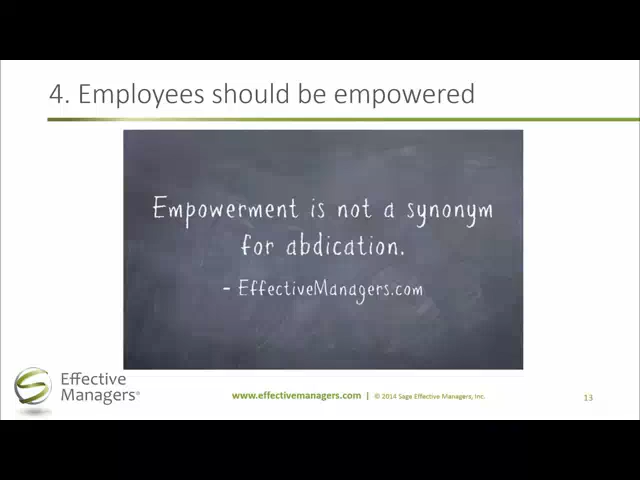 4. Employees should be empowered
Empowerment is not a synonym
for abdication.
- EffectiveManagers.com
Effective
Managers®
www.effectivemanagers.com | © 2014 Sage Effective Managers, Inc.
13